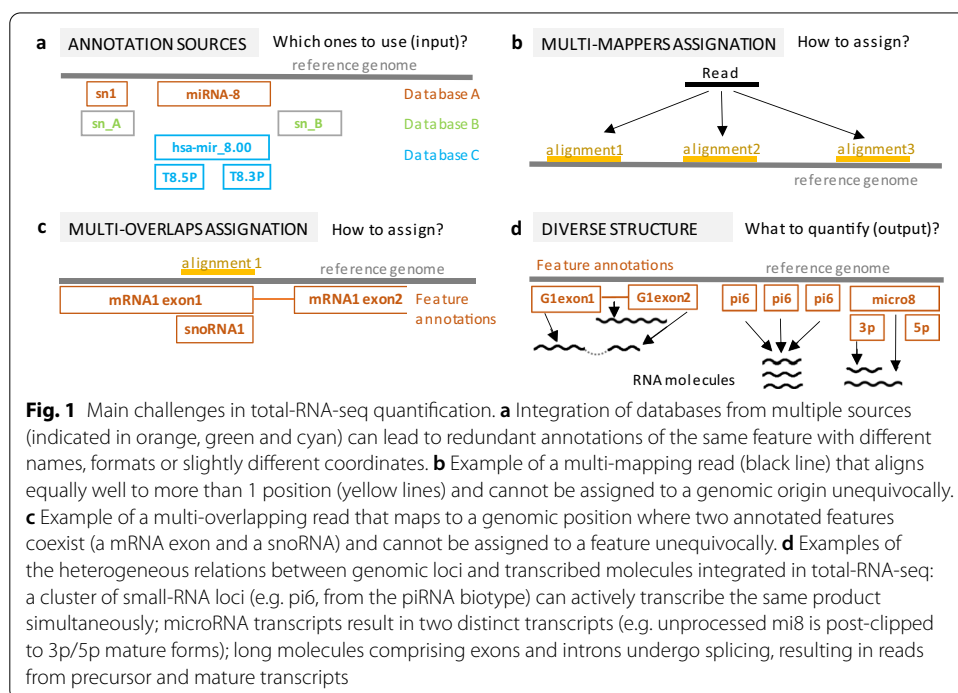 a ANNOTATION SOURCES Which ones to use (input)?
reference genome
sn1 miRNA-8 Database A
sn_A sn_B Database B
hsa-mir_8.00 Database C
T8.5P T8.3P
b MULTI-MAPPERS ASSIGNATION How to assign?
Read
alignment1 alignment2 alignment3
reference genome
c MULTI-OVERLAPS ASSIGNATION How to assign?
alignment 1 reference genome
mRNA1 exon1 mRNA1 exon2 Feature
snoRNA1 annotations
d DIVERSE STRUCTURE What to quantify (output)?
Feature annotations reference genome
G1exon1 G1exon2 pi6 pi6 pi6 micro8
3p 5p
RNA molecules
Fig. 1 Main challenges in total-RNA-seq quantification. a Integration of databases from multiple sources
(indicated in orange, green and cyan) can lead to redundant annotations of the same feature with different
names, formats or slightly different coordinates. b Example of a multi-mapping read (black line) that aligns
equally well to more than 1 position (yellow lines) and cannot be assigned to a genomic origin unequivocally.
c Example of a multi-overlapping read that maps to a genomic position where two annotated features
coexist (a mRNA exon and a snoRNA) and cannot be assigned to a feature unequivocally. d Examples of
the heterogeneous relations between genomic loci and transcribed molecules integrated in total-RNA-seq:
a cluster of small-RNA loci (e.g. pi6, from the piRNA biotype) can actively transcribe the same product
simultaneously; microRNA transcripts result in two distinct transcripts (e.g. unprocessed mi8 is post-clipped
to 3p/5p mature forms); long molecules comprising exons and introns undergo splicing, resulting in reads
from precursor and mature transcripts